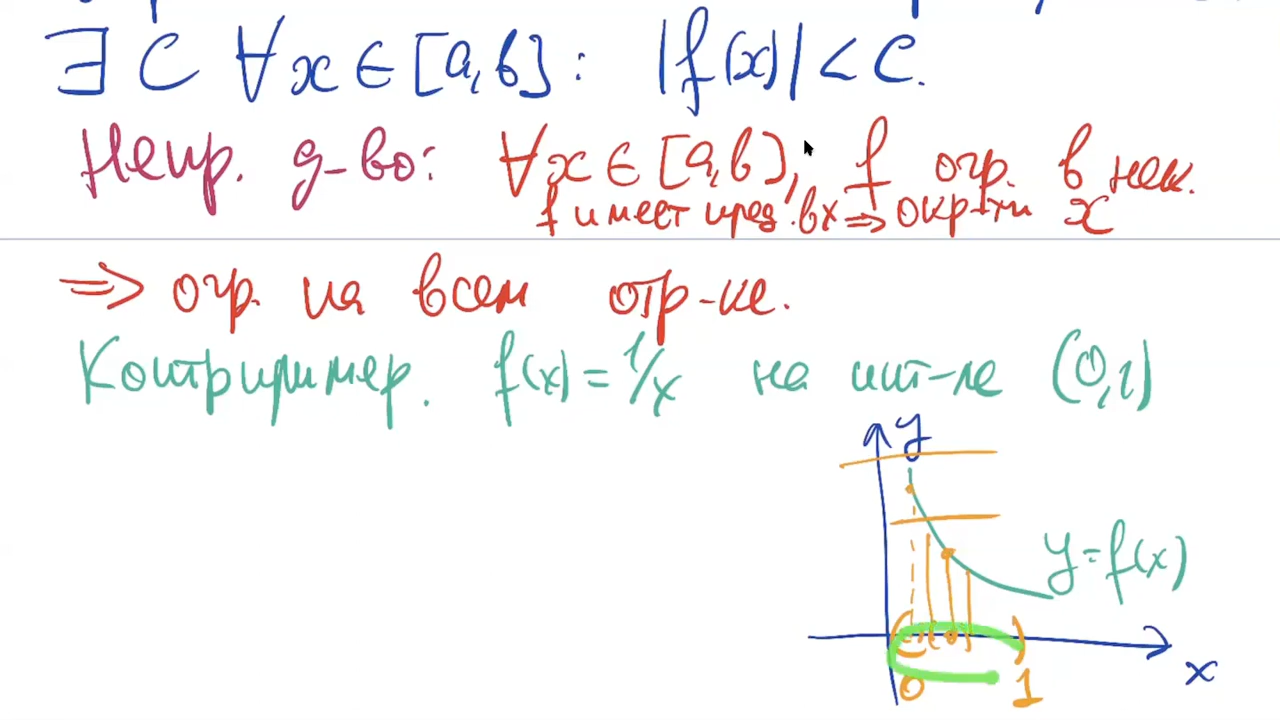 ∃ C ∀x ∈ [a, b]: |f(x)| < C.
Непр. д-во: ∀x ∈ [a, b], f огр. в нек.
f имеет пред. в x ⇒ окр-сти x
⇒ огр. на всем отр-ке.
Контрпример. f(x) = 1/x на инт-ле (0,1)
y
y=f(x)
0 1 x